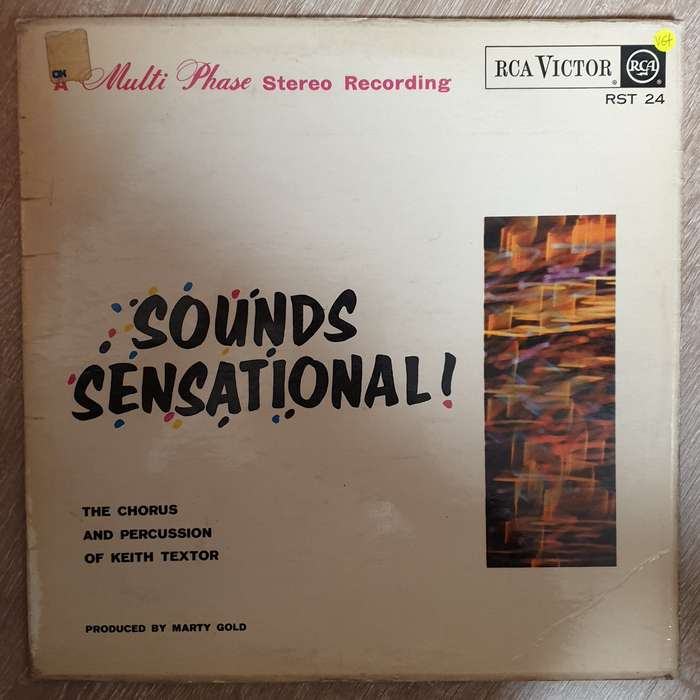 OK
A Multi Phase Stereo Recording
RCA VICTOR RCA
VG+
RST 24
SOUNDS
SENSATIONAL!
THE CHORUS
AND PERCUSSION
OF KEITH TEXTOR
PRODUCED BY MARTY GOLD